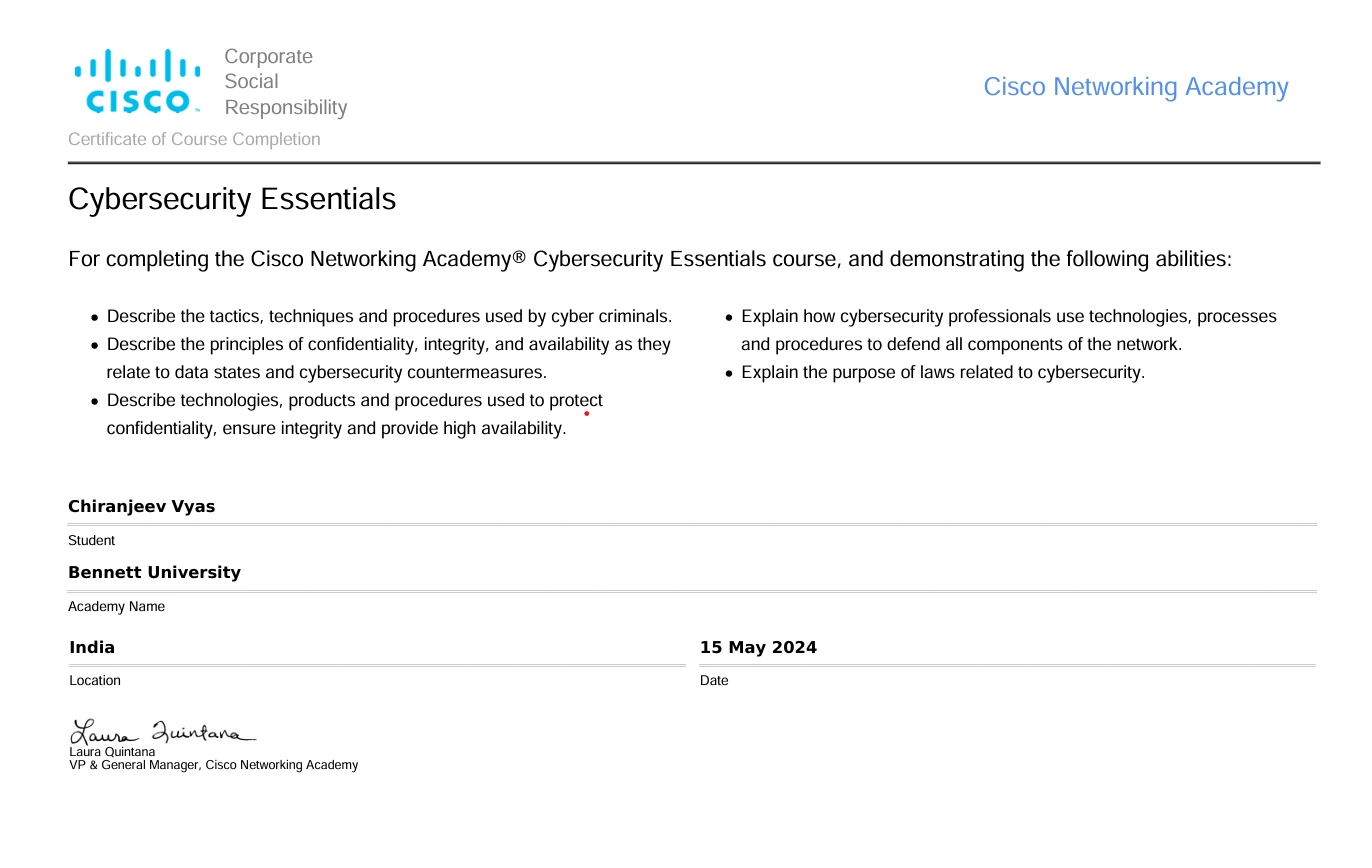 Corporate
Social
Responsibility
CISCO™
Cisco Networking Academy
Certificate of Course Completion
Cybersecurity Essentials
For completing the Cisco Networking Academy® Cybersecurity Essentials course, and demonstrating the following abilities:
• Describe the tactics, techniques and procedures used by cyber criminals.
• Describe the principles of confidentiality, integrity, and availability as they
relate to data states and cybersecurity countermeasures.
• Describe technologies, products and procedures used to protect
confidentiality, ensure integrity and provide high availability.
• Explain how cybersecurity professionals use technologies, processes
and procedures to defend all components of the network.
• Explain the purpose of laws related to cybersecurity.
Chiranjeev Vyas
Student
Bennett University
Academy Name
India
Location
15 May 2024
Date
Laura Quintana
Laura Quintana
VP & General Manager, Cisco Networking Academy